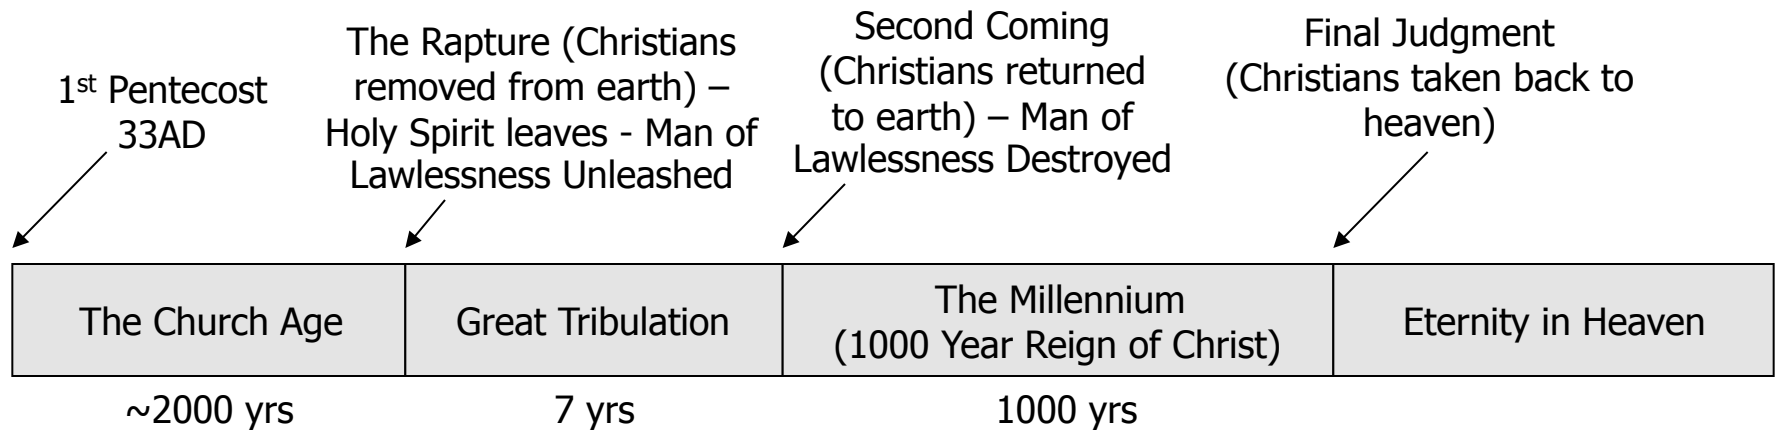 1st Pentecost
33AD
The Rapture (Christians
removed from earth) –
Holy Spirit leaves - Man of
Lawlessness Unleashed
Second Coming
(Christians returned
to earth) – Man of
Lawlessness Destroyed
Final Judgment
(Christians taken back to
heaven)
The Church Age
Great Tribulation
The Millennium
(1000 Year Reign of Christ)
Eternity in Heaven
~2000 yrs
7 yrs
1000 yrs